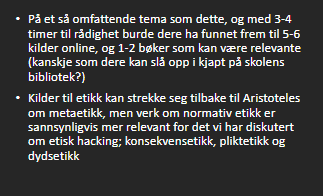 • På et så omfattende tema som dette, og med 3-4
timer til rådighet burde dere ha funnet frem til 5-6
kilder online, og 1-2 bøker som kan være relevante
(kanskje som dere kan slå opp i kjapt på skolens
bibliotek?)
• Kilder til etikk kan strekke seg tilbake til Aristoteles
om metaetikk, men verk om normativ etikk er
sannsynligvis mer relevant for det vi har diskutert
om etisk hacking; konsekvensetikk, pliktetikk og
dydsetikk